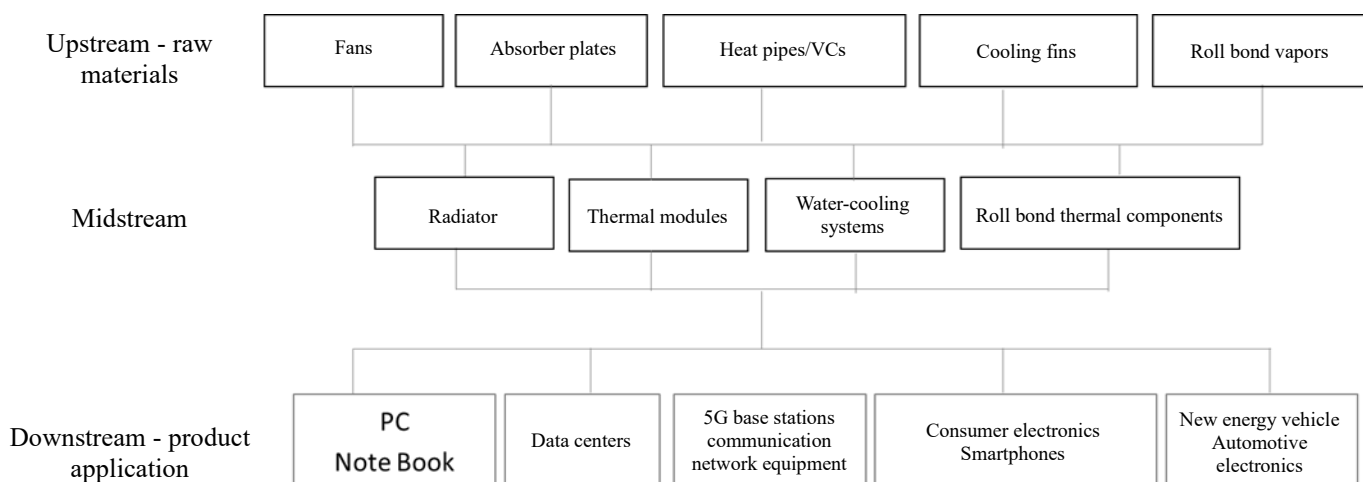 Upstream - raw
materials
Fans
Absorber plates
Heat pipes/VCs
Cooling fins
Roll bond vapors
Midstream
Radiator
Thermal modules
Water-cooling
systems
Roll bond thermal components
Downstream - product
application
PC
Note Book
Data centers
5G base stations
communication
network equipment
Consumer electronics
Smartphones
New energy vehicle
Automotive
electronics